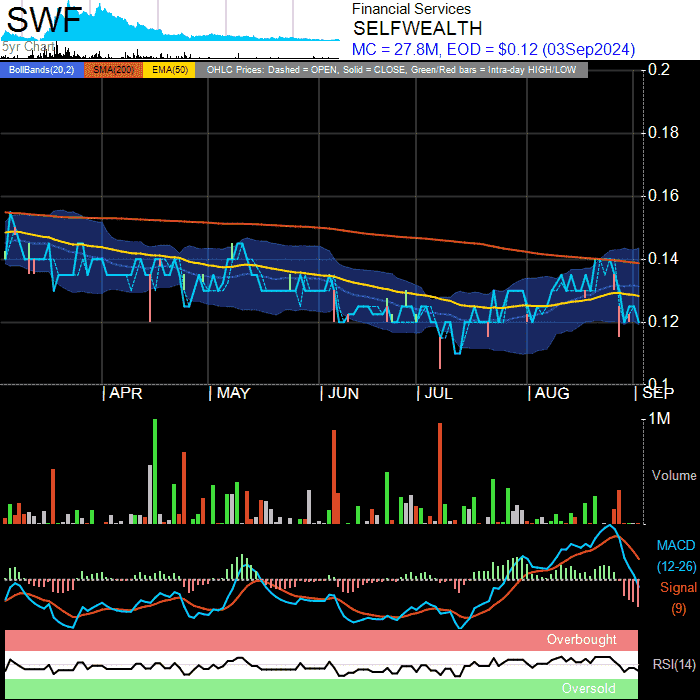 SWF
5yr Chart
Financial Services
SELFWEALTH
MC = 27.8M, EOD = $0.12 (03Sep2024)
BollBands(20,2) SMA(200) EMA(50) OHLC Prices: Dashed = OPEN, Solid = CLOSE, Green/Red bars = Intra-day HIGH/LOW
0.2
0.18
0.16
0.14
0.12
0.1
APR MAY JUN JUL AUG SEP
1M
Volume
MACD
(12-26)
Signal
(9)
Overbought
RSI(14)
Oversold